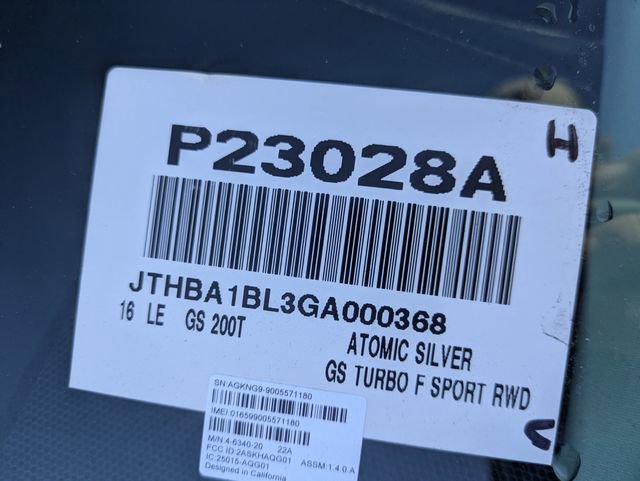 P23028A
H
JTHBA1BL3GA000368
16 LE GS 200T
ATOMIC SILVER
GS TURBO F SPORT RWD
SN:AGKNG9-9005571180
IMEI:016599005571180
M/N:4-6340-20 22A
FCC ID:2ASKHAQG01 ASSM:1.4.0.A
IC:25015-AQG01
Designed in California